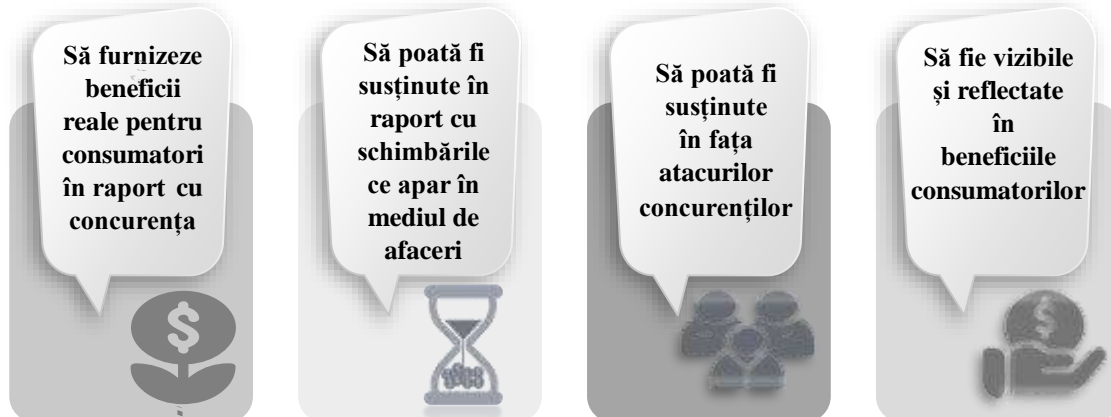 Să furnizeze
beneficii
reale pentru
consumatori
în raport cu
concurența
Să poată fi
susținute în
raport cu
schimbările
ce apar în
mediul de
afaceri
Să poată fi
susținute
în fața
atacurilor
concurenților
Să fie vizibile
și reflectate
în
beneficiile
consumatorilor
$
$